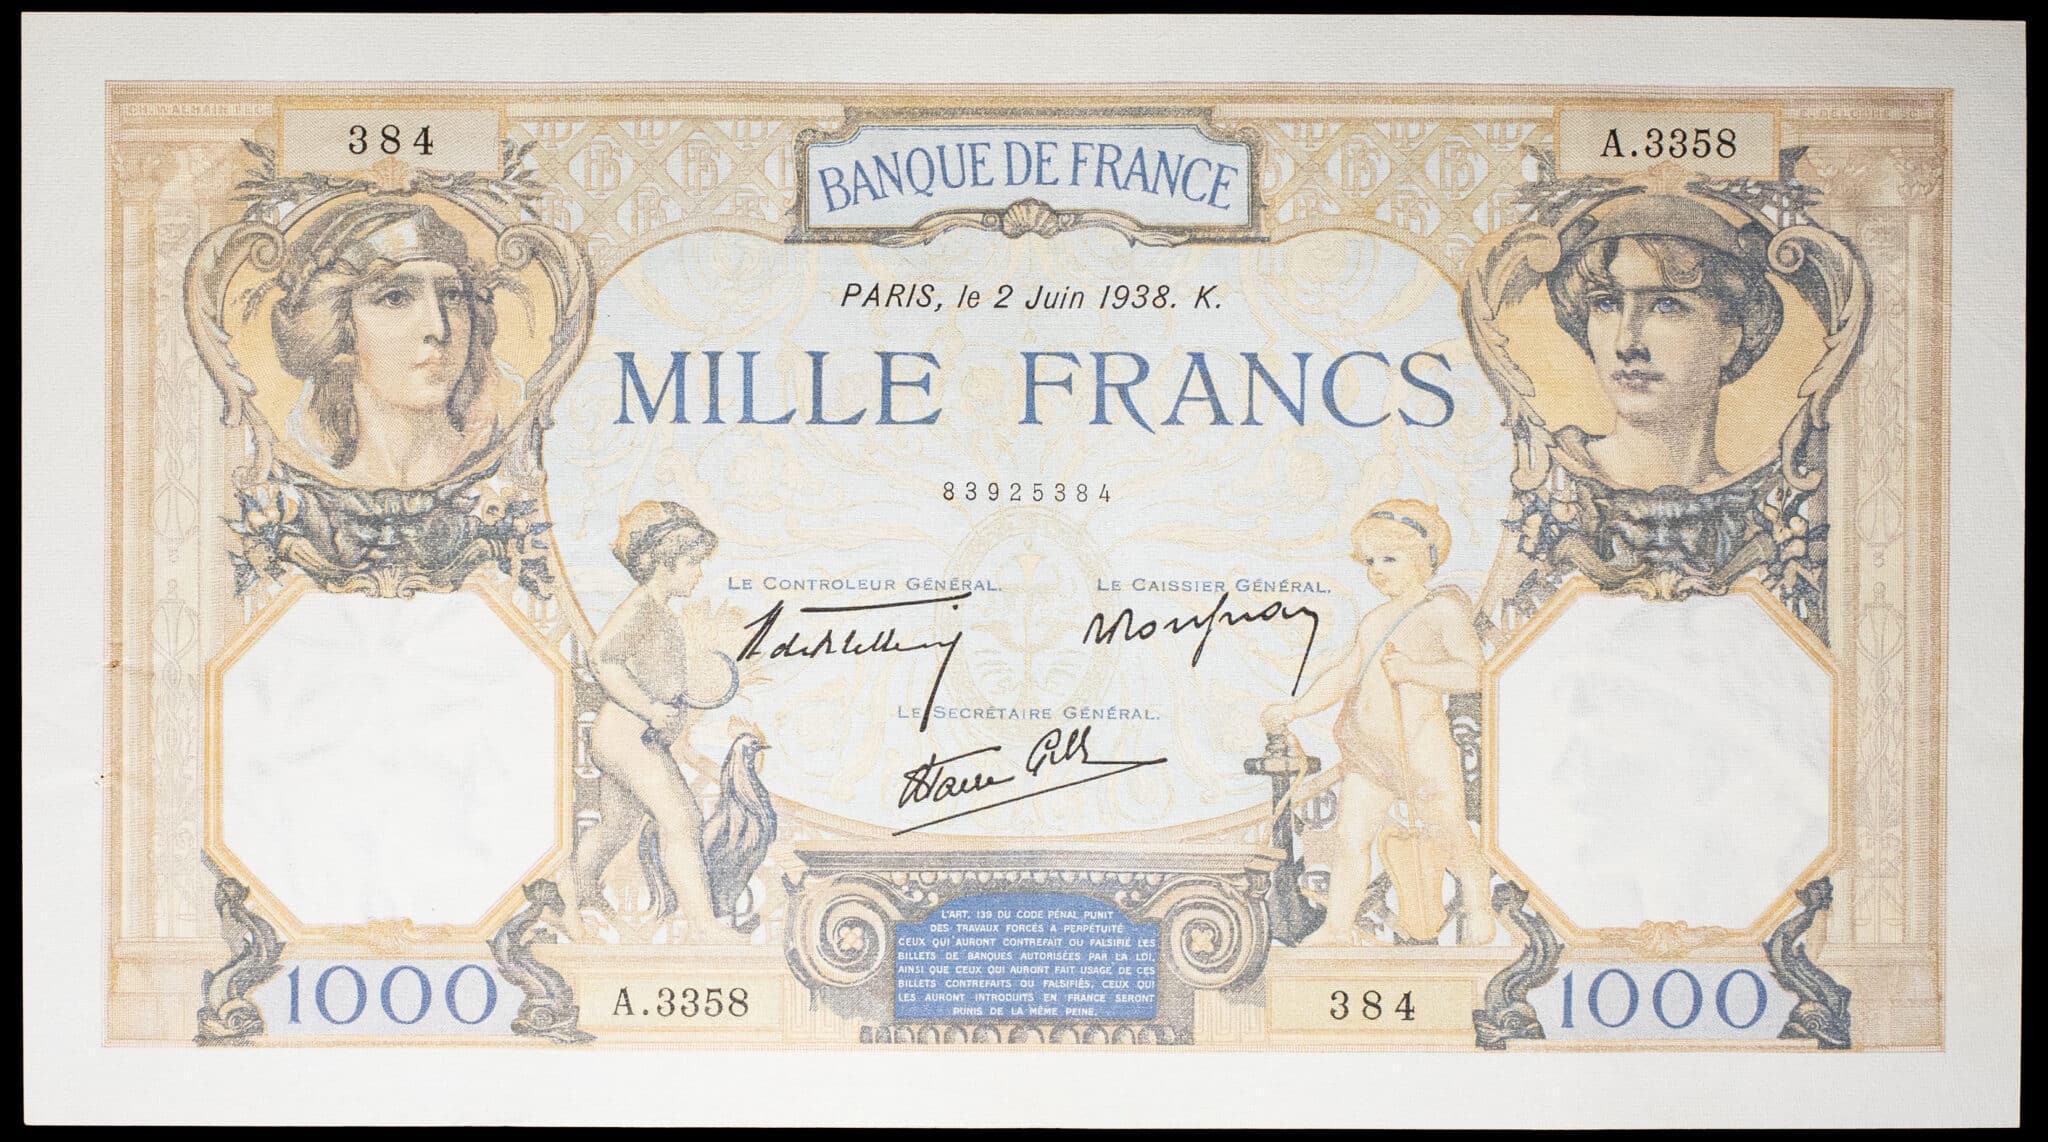 CH. WALHAIN FEC
384
A.3358
BANQUE DE FRANCE
PARIS, le 2 Juin 1938. K.
MILLE FRANCS
83925384
LE CONTROLEUR GÉNÉRAL.
LE CAISSIER GÉNÉRAL.
LE SECRÉTAIRE GÉNÉRAL.
L'ART. 139 DU CODE PÉNAL PUNIT
DES TRAVAUX FORCÉS A PERPÉTUITÉ
CEUX QUI AURONT CONTREFAIT OU FALSIFIÉ LES
BILLETS DE BANQUES AUTORISÉES PAR LA LOI,
AINSI QUE CEUX QUI AURONT FAIT USAGE DE CES
BILLETS CONTREFAITS OU FALSIFIÉS, CEUX QUI
LES AURONT INTRODUITS EN FRANCE SERONT
PUNIS DE LA MÊME PEINE.
1000
A.3358
384
1000